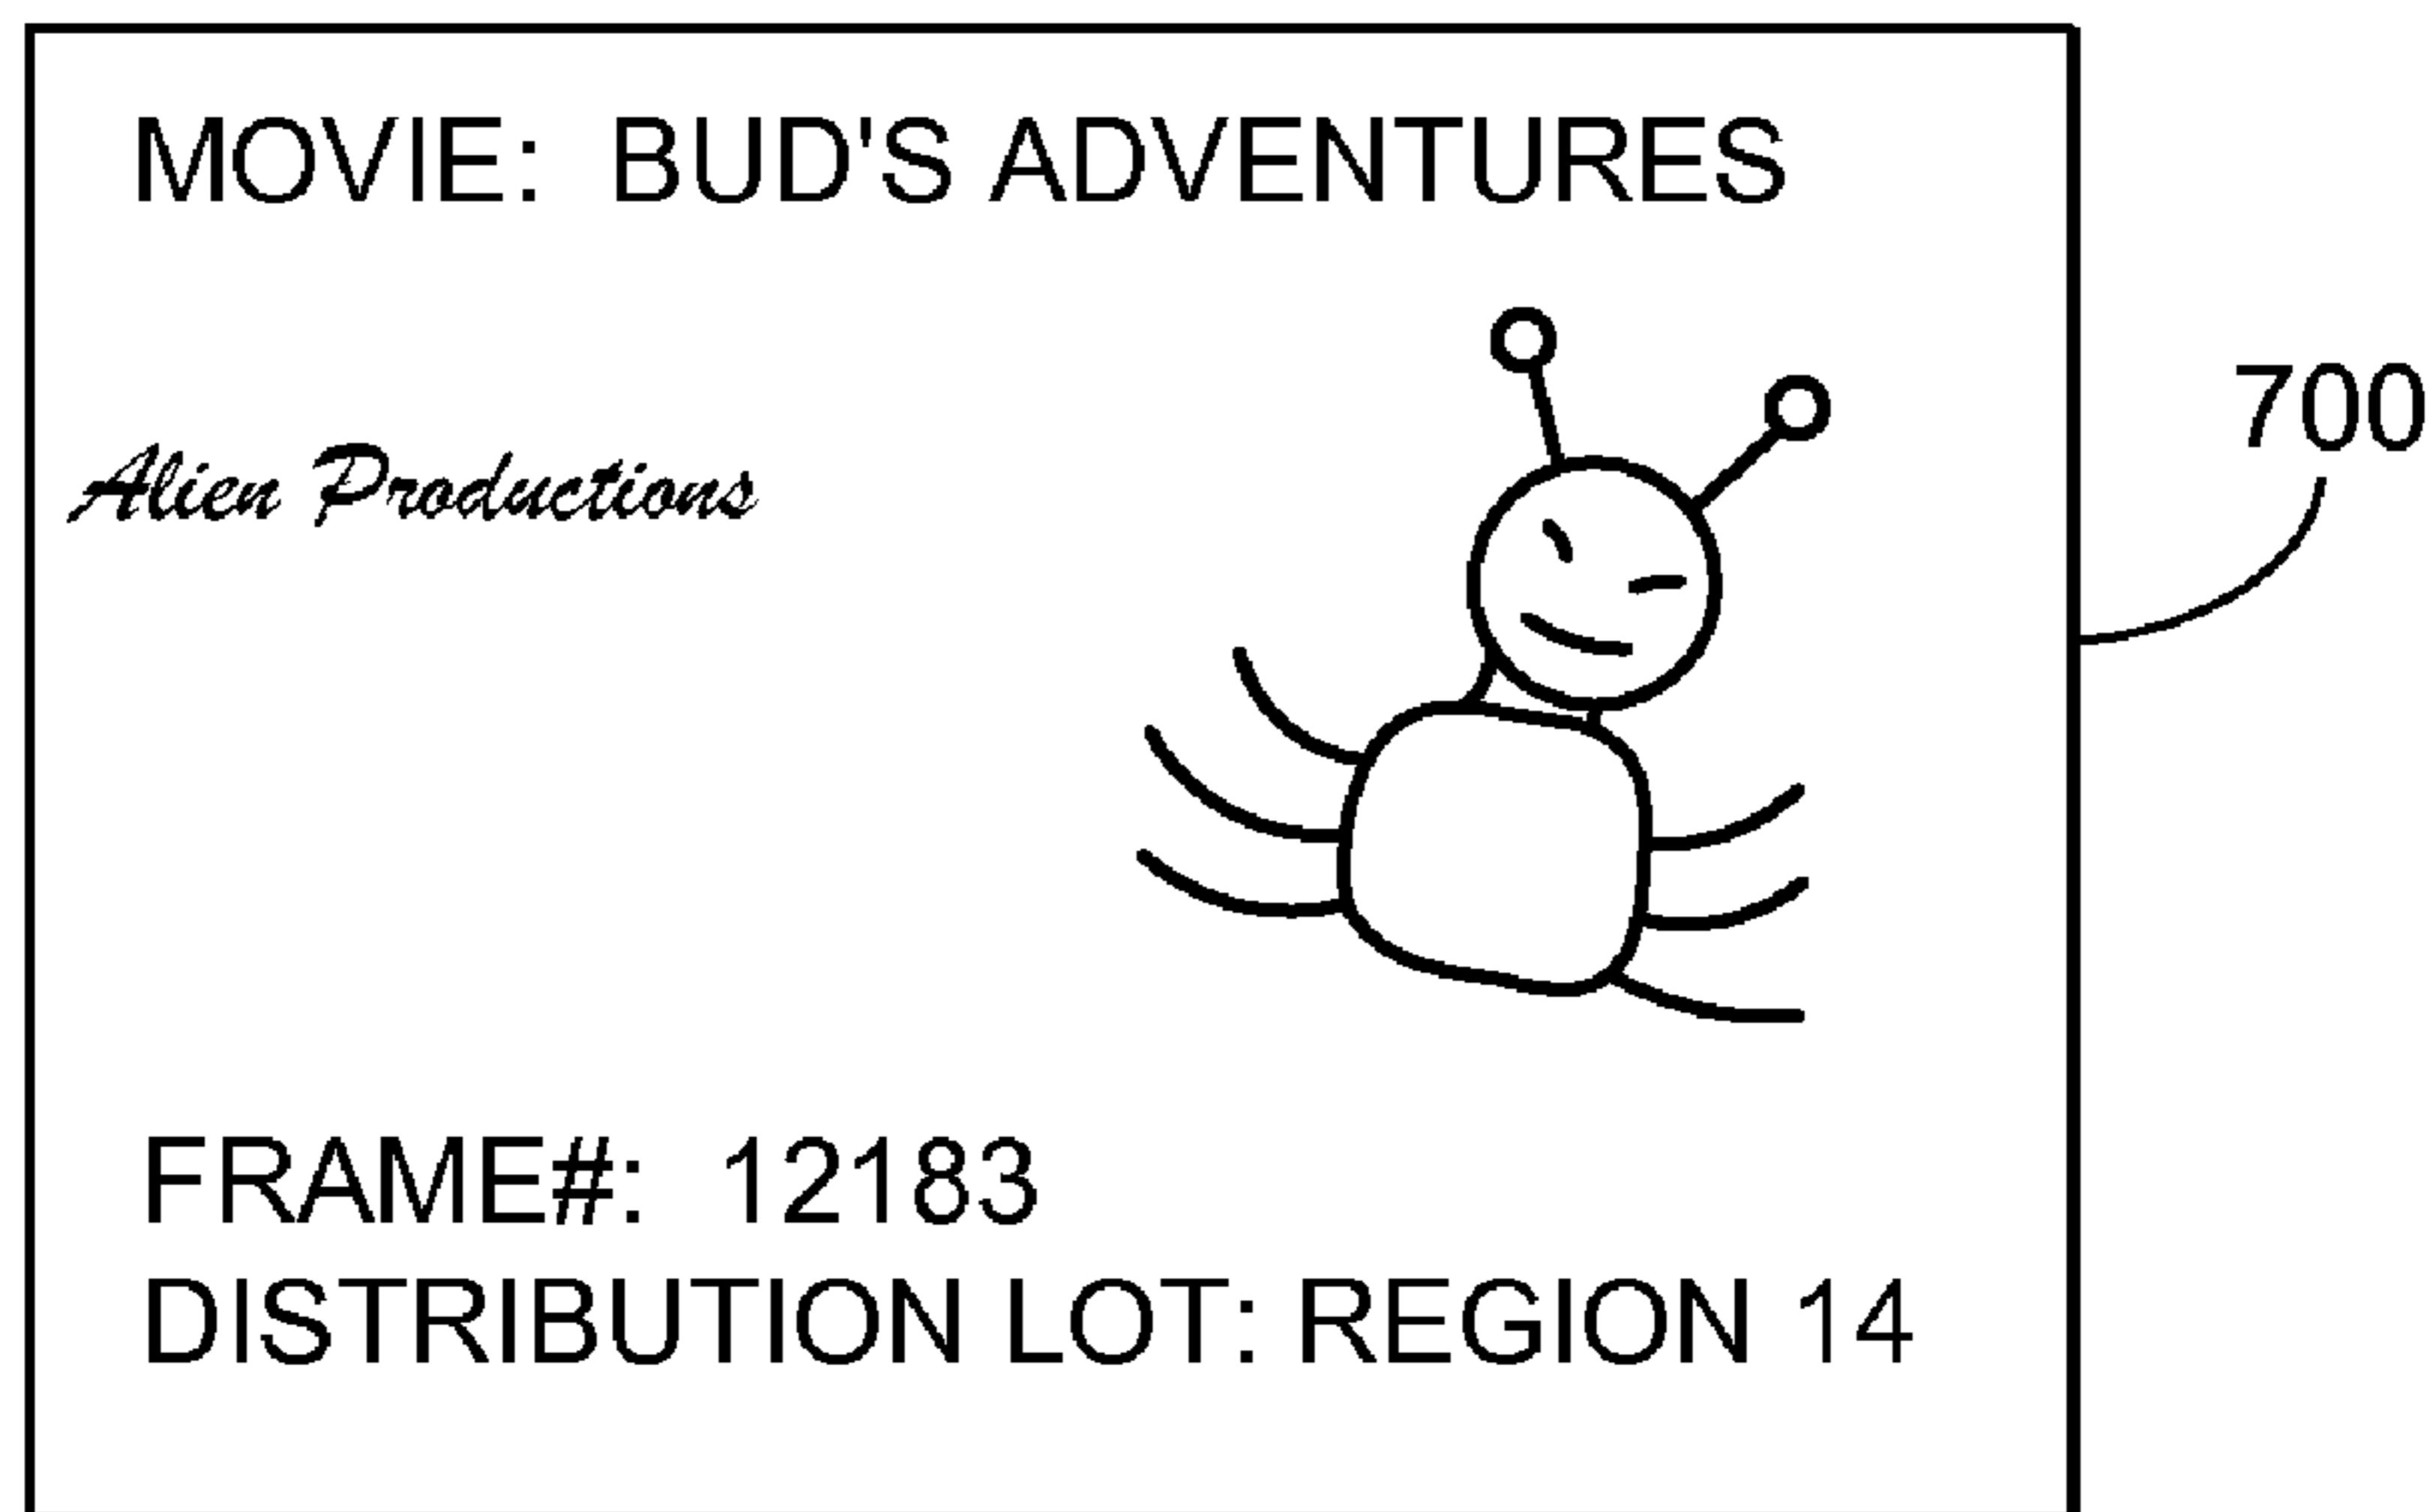 MOVIE: BUD'S ADVENTURES
Alien Productions
700
FRAME#: 12183
DISTRIBUTION LOT: REGION 14